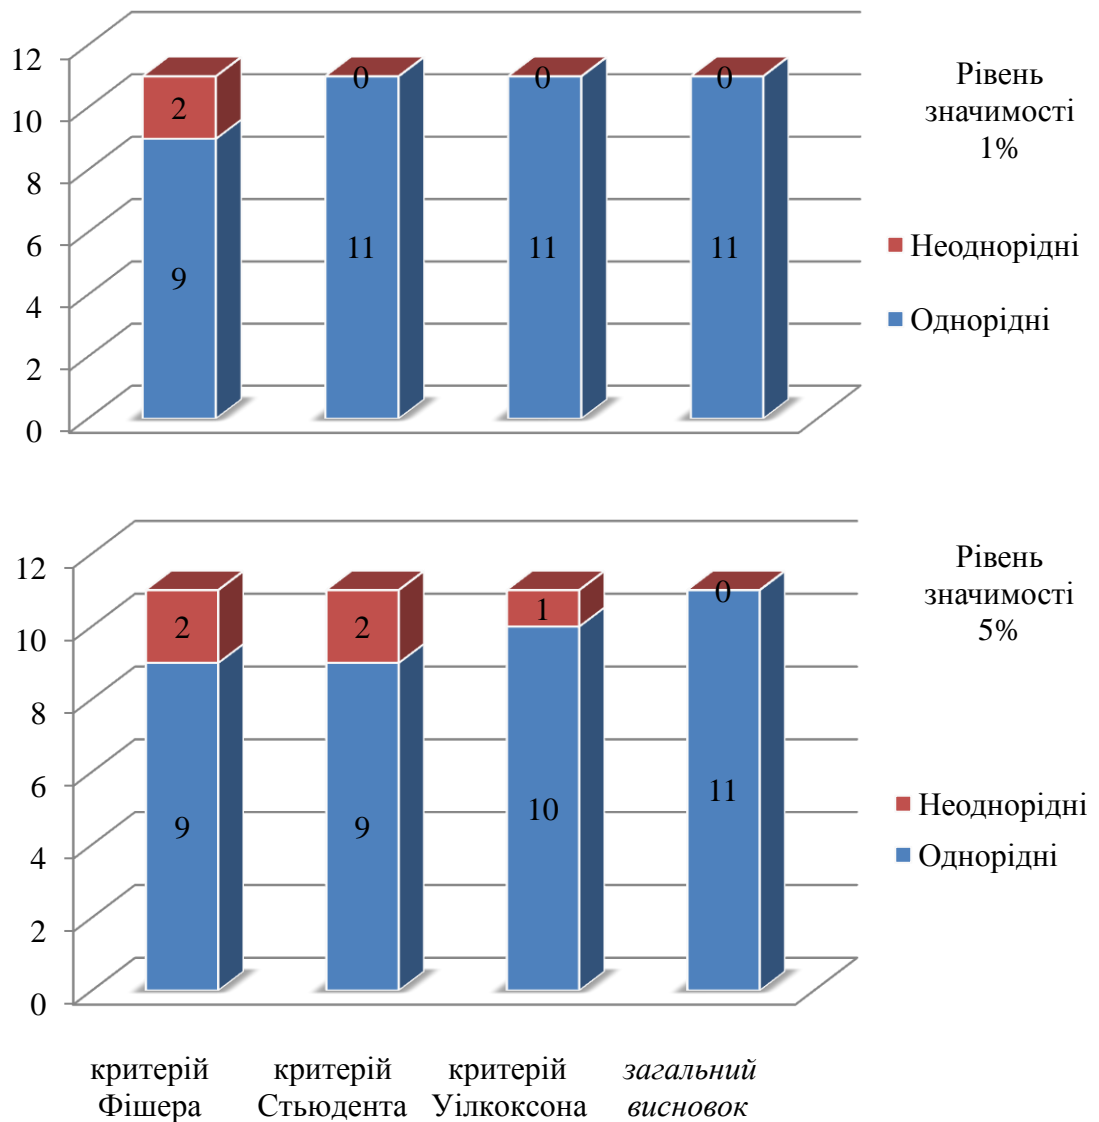 12
10
8
6
4
2
0
2
0
0
0
9
11
11
11
Рівень
значимості
1%
Неоднорідні
Однорідні
12
10
8
6
4
2
0
2
2
1
0
9
9
10
11
Рівень
значимості
5%
Неоднорідні
Однорідні
критерій
Фішера
критерій
Стьюдента
критерій
Уілкоксона
загальний
висновок